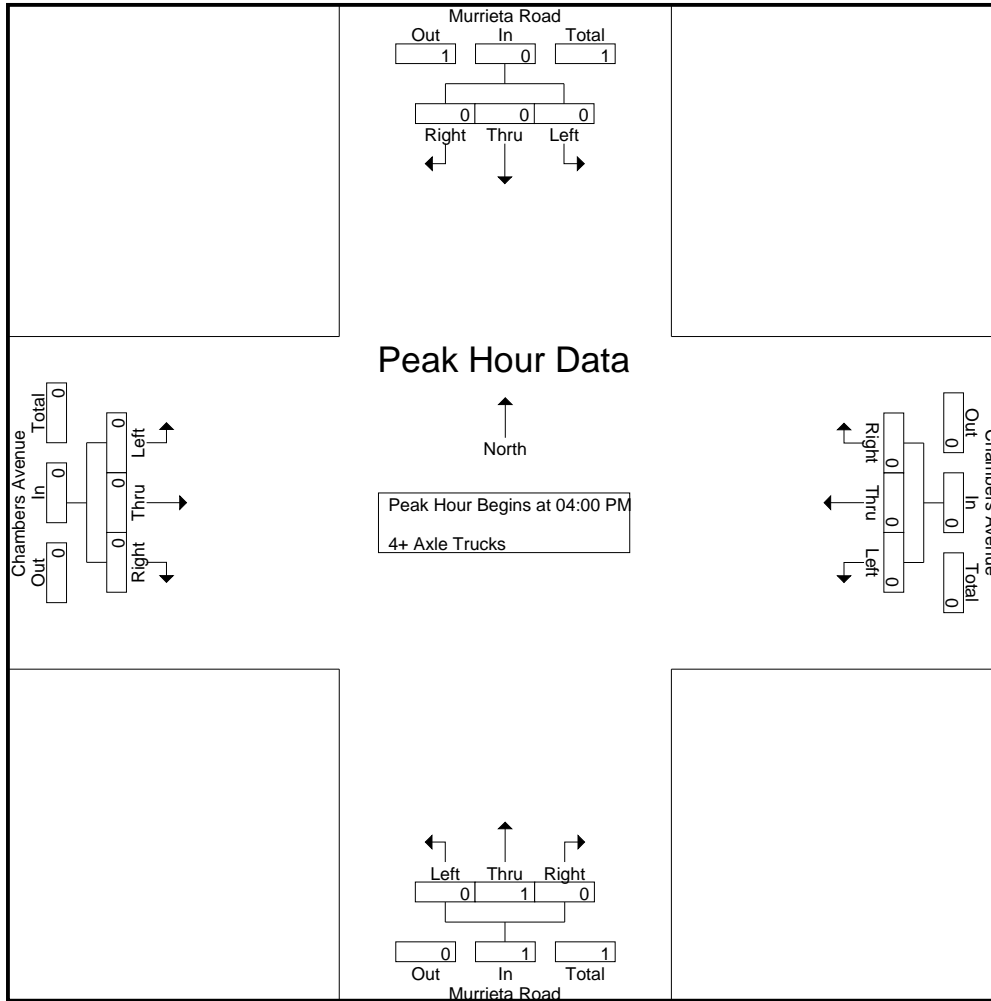 Murrieta Road
Out In Total
1 0 1
0 0 0
Right Thru Left
Peak Hour Data
North
Peak Hour Begins at 04:00 PM
4+ Axle Trucks
Chambers Avenue
Total In Out
0 0 0
0 0 0
Left Thru Right
Chambers Avenue
Out In Total
0 0 0
0 0 0
Right Thru Left
Left Thru Right
0 1 0
0 1 1
Out In Total
Murrieta Road